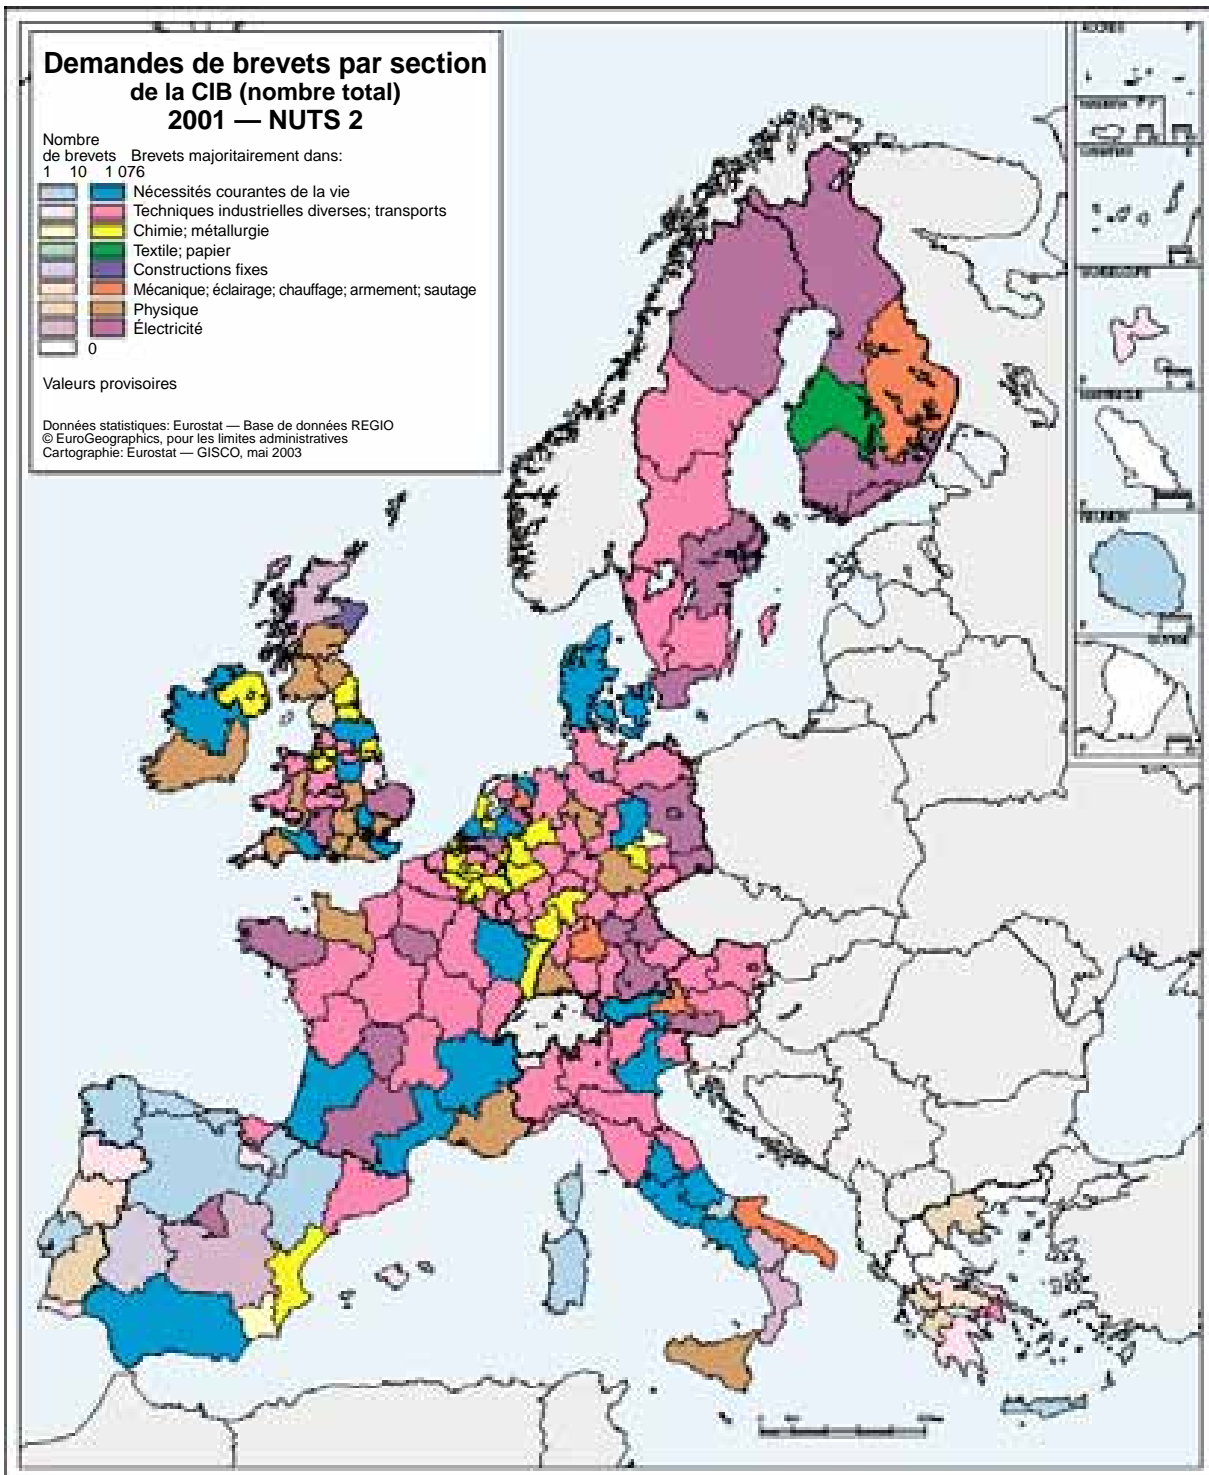 Demandes de brevets par section
de la CIB (nombre total)
2001 — NUTS 2
Nombre
de brevets Brevets majoritairement dans:
1 10 1 076
Nécessités courantes de la vie
Techniques industrielles diverses; transports
Chimie; métallurgie
Textile; papier
Constructions fixes
Mécanique; éclairage; chauffage; armement; sautage
Physique
Électricité
0
Valeurs provisoires
Données statistiques: Eurostat — Base de données REGIO
© EuroGeographics, pour les limites administratives
Cartographie: Eurostat — GISCO, mai 2003